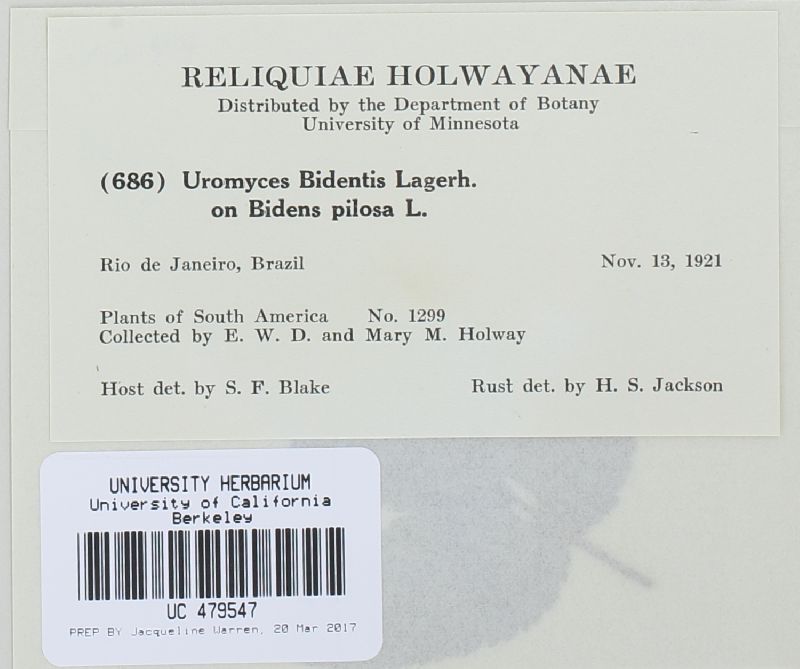 RELIQUIAE HOLWAYANAE
Distributed by the Department of Botany
University of Minnesota
(686) Uromyces Bidentis Lagerh.
on Bidens pilosa L.
Rio de Janeiro, Brazil Nov. 13, 1921
Plants of South America No. 1299
Collected by E. W. D. and Mary M. Holway
Host det. by S. F. Blake Rust det. by H. S. Jackson
UNIVERSITY HERBARIUM
University of California
Berkeley
UC 479547
PREP BY Jacqueline Warren, 20 Mar 2017